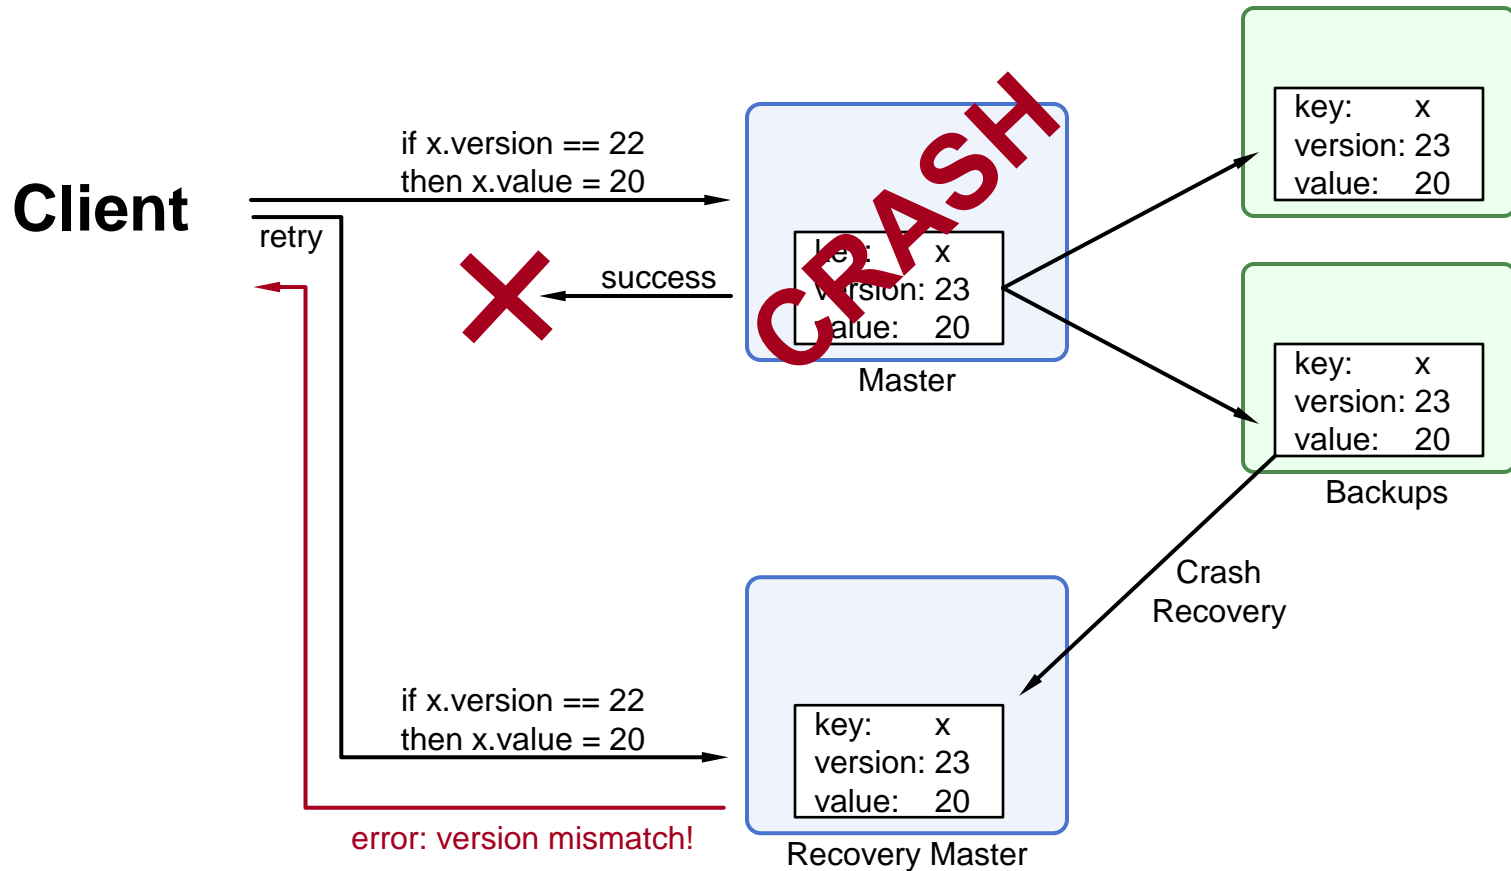 Client
if x.version == 22
then x.value = 20
retry
success
key: x
version: 23
value: 20
CRASH
Master
key: x
version: 23
value: 20
key: x
version: 23
value: 20
Backups
Crash
Recovery
if x.version == 22
then x.value = 20
key: x
version: 23
value: 20
error: version mismatch!
Recovery Master